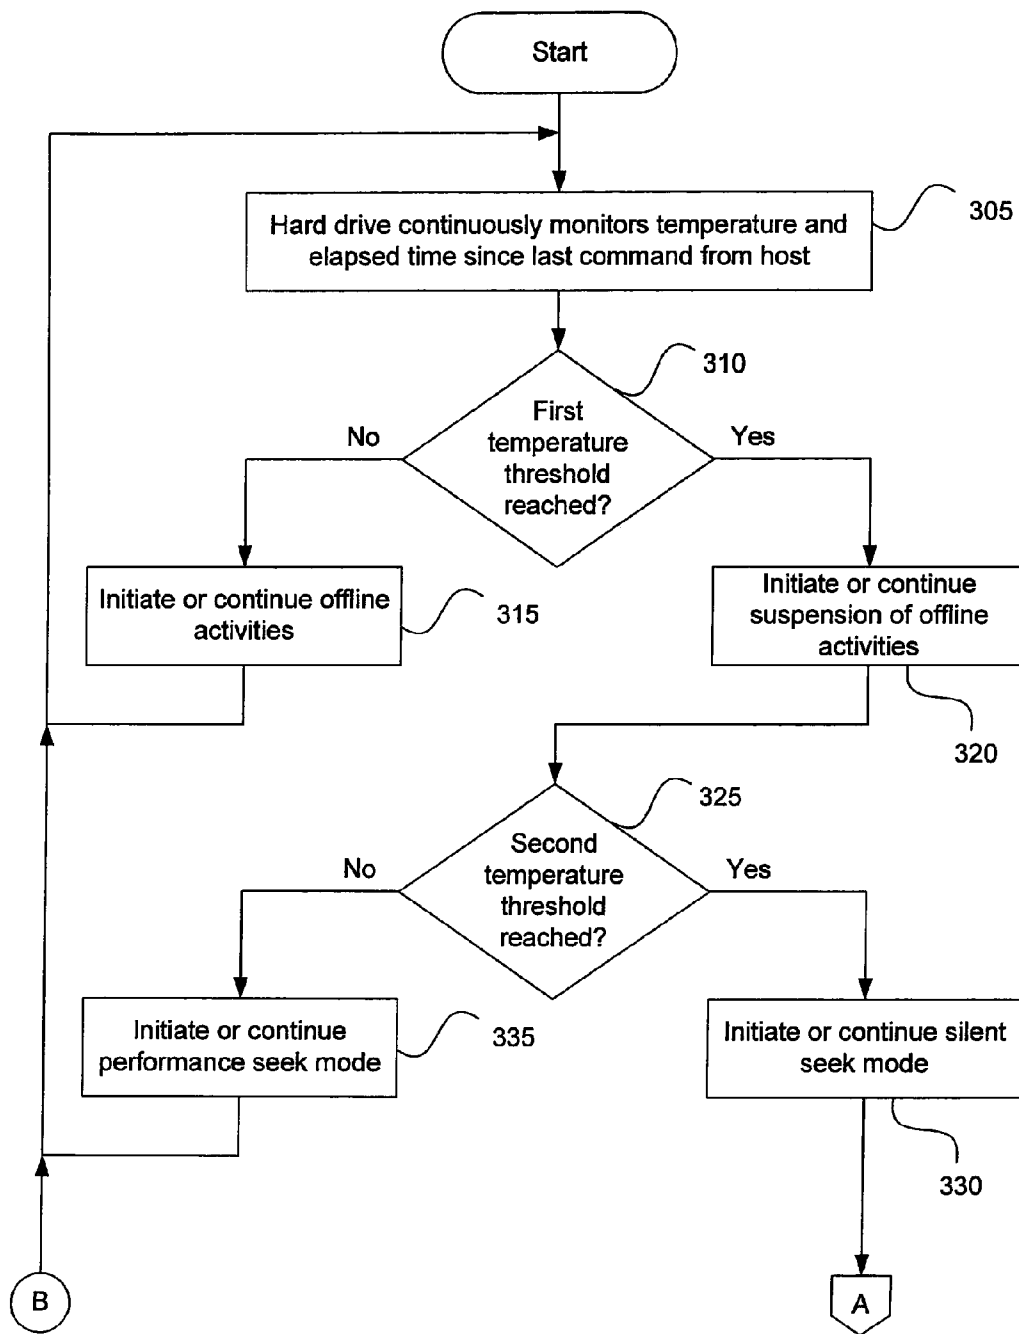 Start
Hard drive continuously monitors temperature and
elapsed time since last command from host
305
310
First
temperature
threshold
reached?
No
Yes
Initiate or continue offline
activities
315
Initiate or continue
suspension of offline
activities
320
325
Second
temperature
threshold
reached?
No
Yes
Initiate or continue
performance seek mode
335
Initiate or continue silent
seek mode
330
B
A